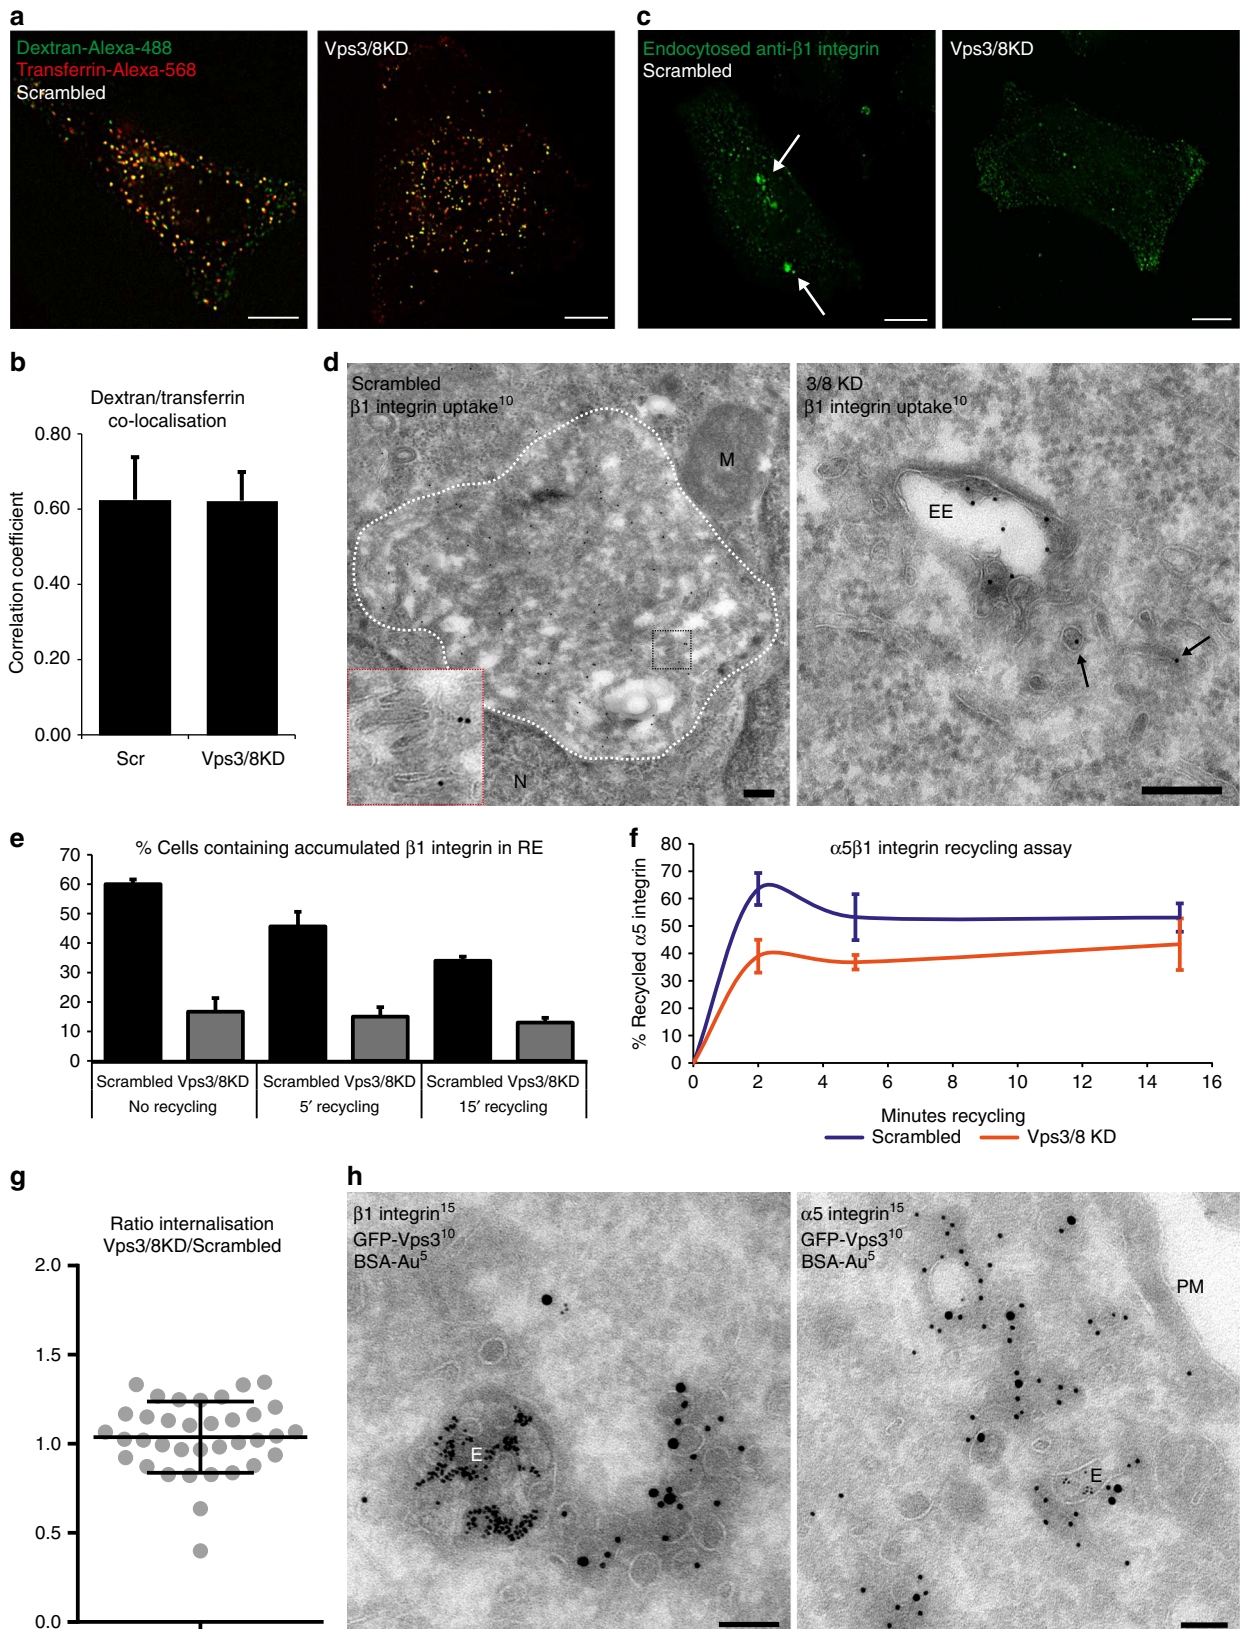 a
Dextran-Alexa-488
Transferrin-Alexa-568
Scrambled
Vps3/8KD
c
Endocytosed anti-β1 integrin
Scrambled
Vps3/8KD
b
Dextran/transferrin
co-localisation
Correlation coefficient
0.80
0.60
0.40
0.20
0.00
Scr
Vps3/8KD
d
Scrambled
β1 integrin uptake¹⁰
M
N
3/8 KD
β1 integrin uptake¹⁰
EE
e
% Cells containing accumulated β1 integrin in RE
70
60
50
40
30
20
10
0
Scrambled Vps3/8KD Scrambled Vps3/8KD Scrambled Vps3/8KD
No recycling 5′ recycling 15′ recycling
f
α5β1 integrin recycling assay
% Recycled α5 integrin
80
70
60
50
40
30
20
10
0
0 2 4 6 8 10 12 14 16
Minutes recycling
Scrambled Vps3/8 KD
g
Ratio internalisation
Vps3/8KD/Scrambled
2.0
1.5
1.0
0.5
0.0
h
β1 integrin¹⁵
GFP-Vps3¹⁰
BSA-Au⁵
E
α5 integrin¹⁵
GFP-Vps3¹⁰
BSA-Au⁵
PM
E